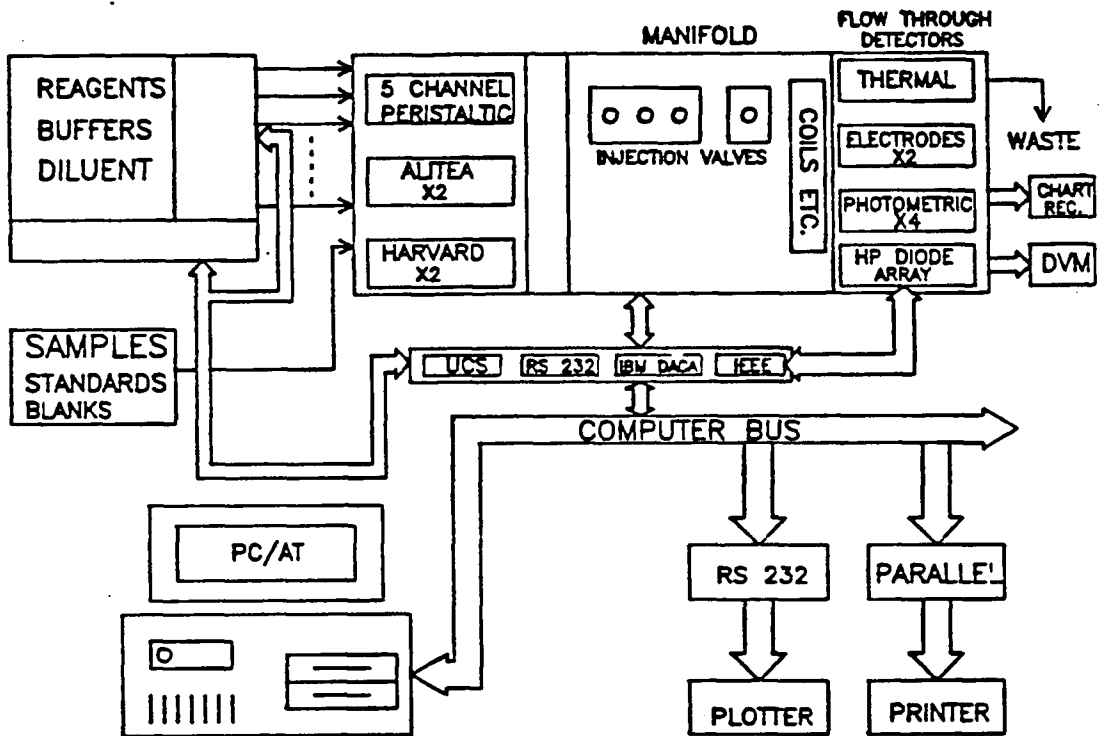 REAGENTS
BUFFERS
DILUENT
SAMPLES
STANDARDS
BLANKS
5 CHANNEL
PERISTALTIC
ALITEA
X2
HARVARD
X2
MANIFOLD
INJECTION VALVES
COILS ETC.
FLOW THROUGH
DETECTORS
THERMAL
ELECTRODES
X2
PHOTOMETRIC
X4
HP DIODE
ARRAY
WASTE
CHART
REC.
DVM
UCS
RS 232
IBM DACA
IEEE
COMPUTER BUS
PC/AT
RS 232
PARALLEL
PLOTTER
PRINTER